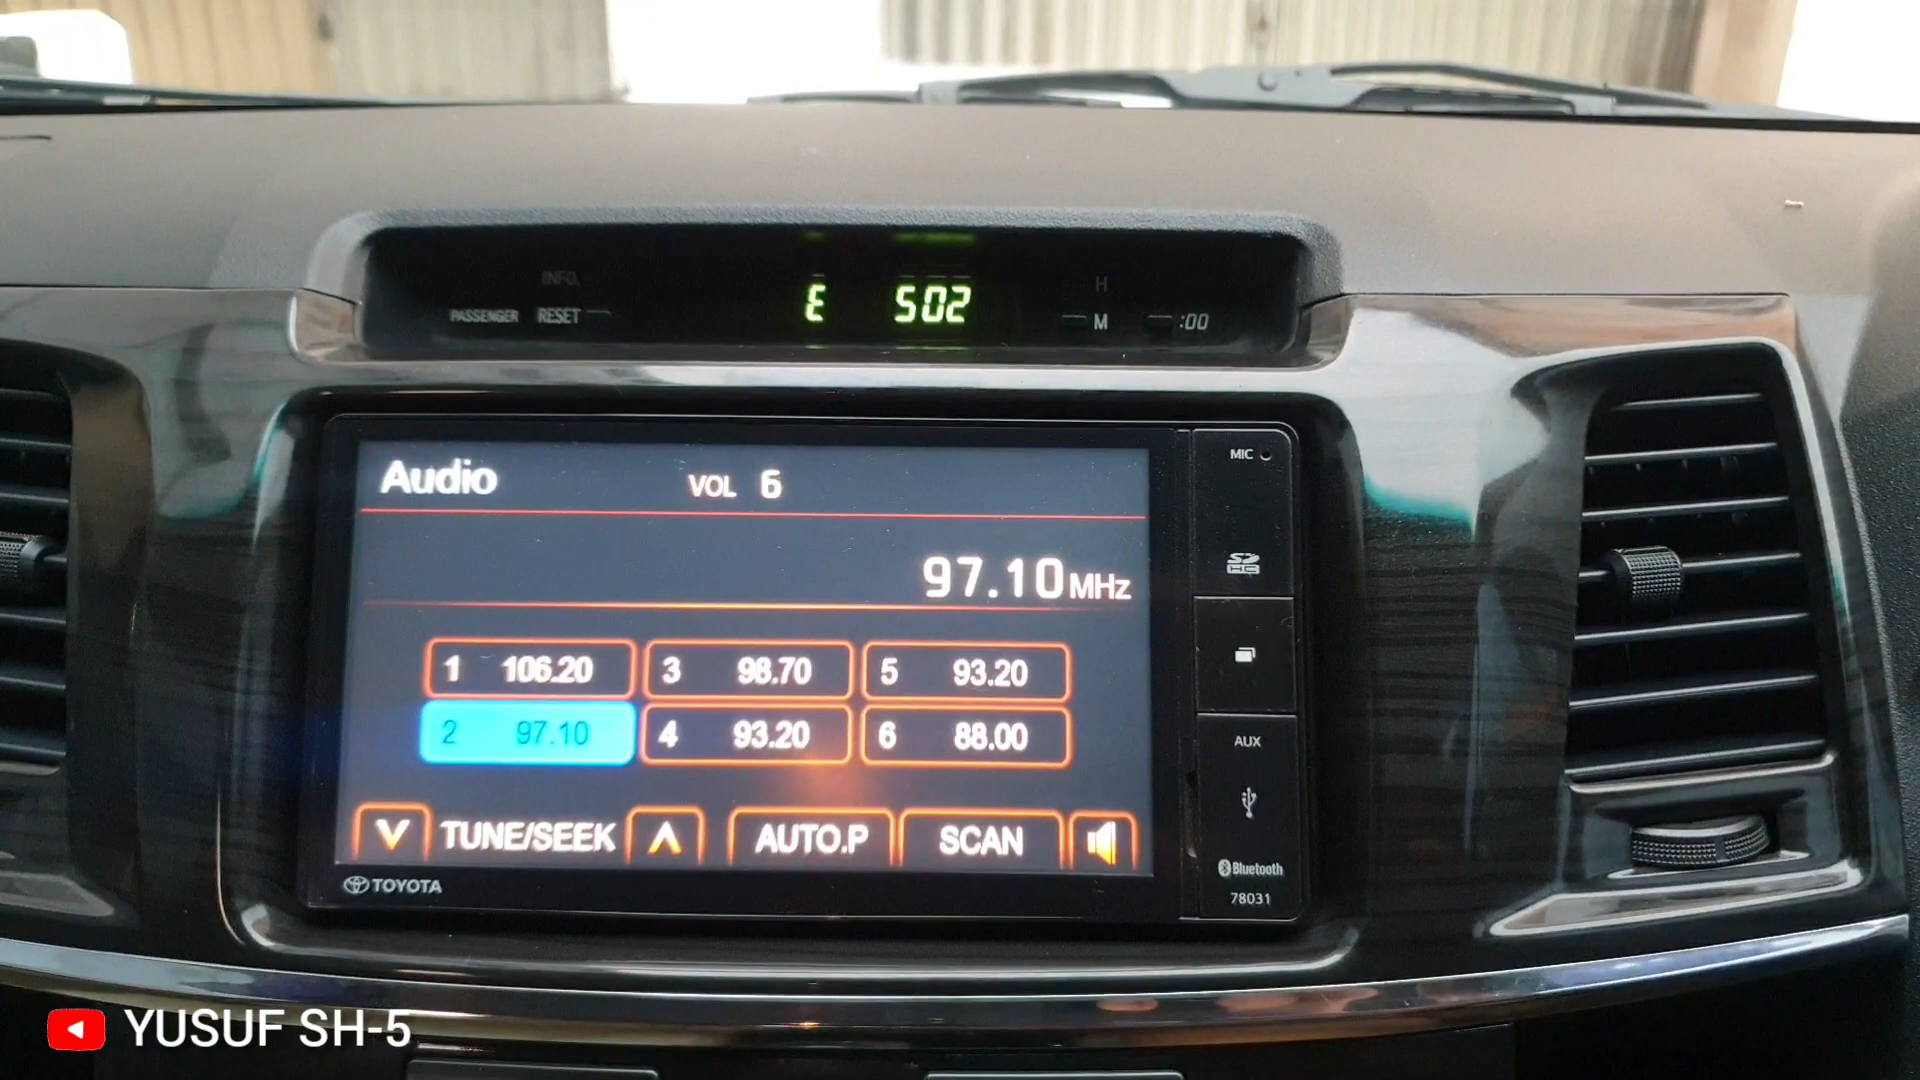 INFO.
PASSENGER RESET
E 502
H
M :00
MIC
Audio VOL 6
97.10 MHz
SD
HC
1 106.20 3 98.70 5 93.20
2 97.10 4 93.20 6 88.00
AUX
TUNE/SEEK AUTO.P SCAN
TOYOTA
Bluetooth
78031
YUSUF SH-5